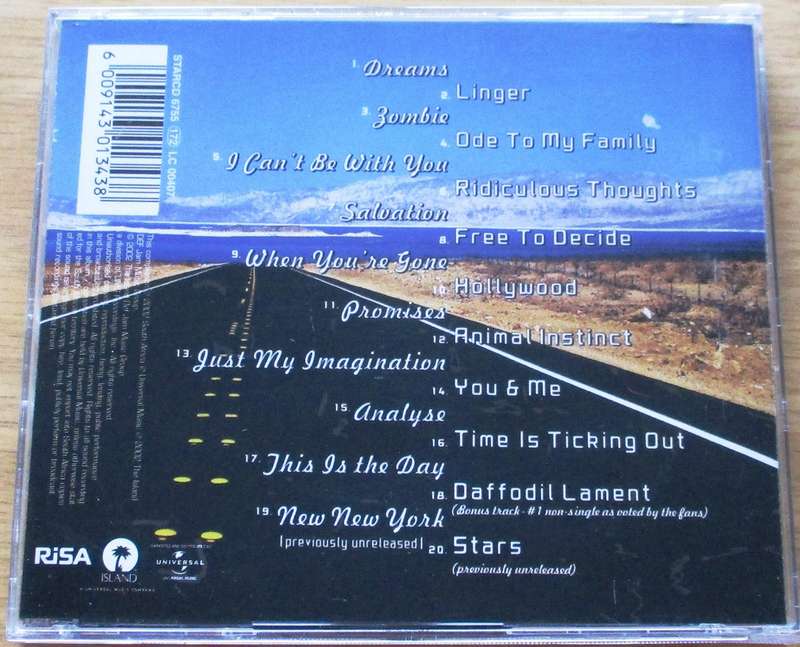 1. Dreams
2. Linger
3. Zombie
4. Ode To My Family
5. I Can't Be With You
6. Ridiculous Thoughts
Salvation
8. Free To Decide
9. When You're Gone
10. Hollywood
11. Promises
12. Animal Instinct
13. Just My Imagination
14. You & Me
15. Analyse
16. Time Is Ticking Out
17. This Is the Day
18. Daffodil Lament
(Bonus track - #1 non-single as voted by the fans)
19. New New York
[previously unreleased]
20. Stars
(previously unreleased)
6009143013438
STARCD 6755 172 LC 00407
RiSA
ISLAND
A UNIVERSAL MUSIC COMPANY
UNIVERSAL